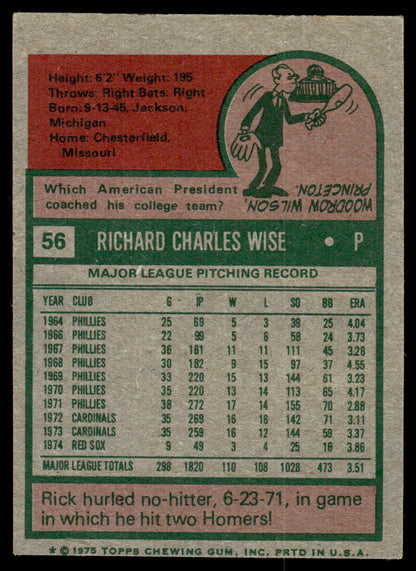 Height: 6'2" Weight: 195
Throws: Right Bats: Right
Born: 9-13-45, Jackson,
Michigan
Home: Chesterfield,
Missouri
Which American President
coached his college team?
WOODROW WILSON,
PRINCETON.
56 RICHARD CHARLES WISE • P
MAJOR LEAGUE PITCHING RECORD
YEAR CLUB G IP W L SO BB ERA
1964 PHILLIES 25 69 5 3 39 25 4.04
1966 PHILLIES 22 99 5 6 58 24 3.73
1967 PHILLIES 36 181 11 11 111 45 3.28
1968 PHILLIES 30 182 9 15 97 37 4.55
1969 PHILLIES 33 220 15 13 144 61 3.23
1970 PHILLIES 35 220 13 14 113 65 4.17
1971 PHILLIES 38 272 17 14 155 70 2.88
1972 CARDINALS 35 269 16 16 142 71 3.11
1973 CARDINALS 35 259 16 12 144 59 3.37
1974 RED SOX 9 49 3 4 25 16 3.86
MAJOR LEAGUE TOTALS 298 1820 110 108 1028 473 3.51
Rick hurled no-hitter, 6-23-71, in game
in which he hit two Homers!
* © 1975 TOPPS CHEWING GUM, INC. PRTD IN U.S.A.